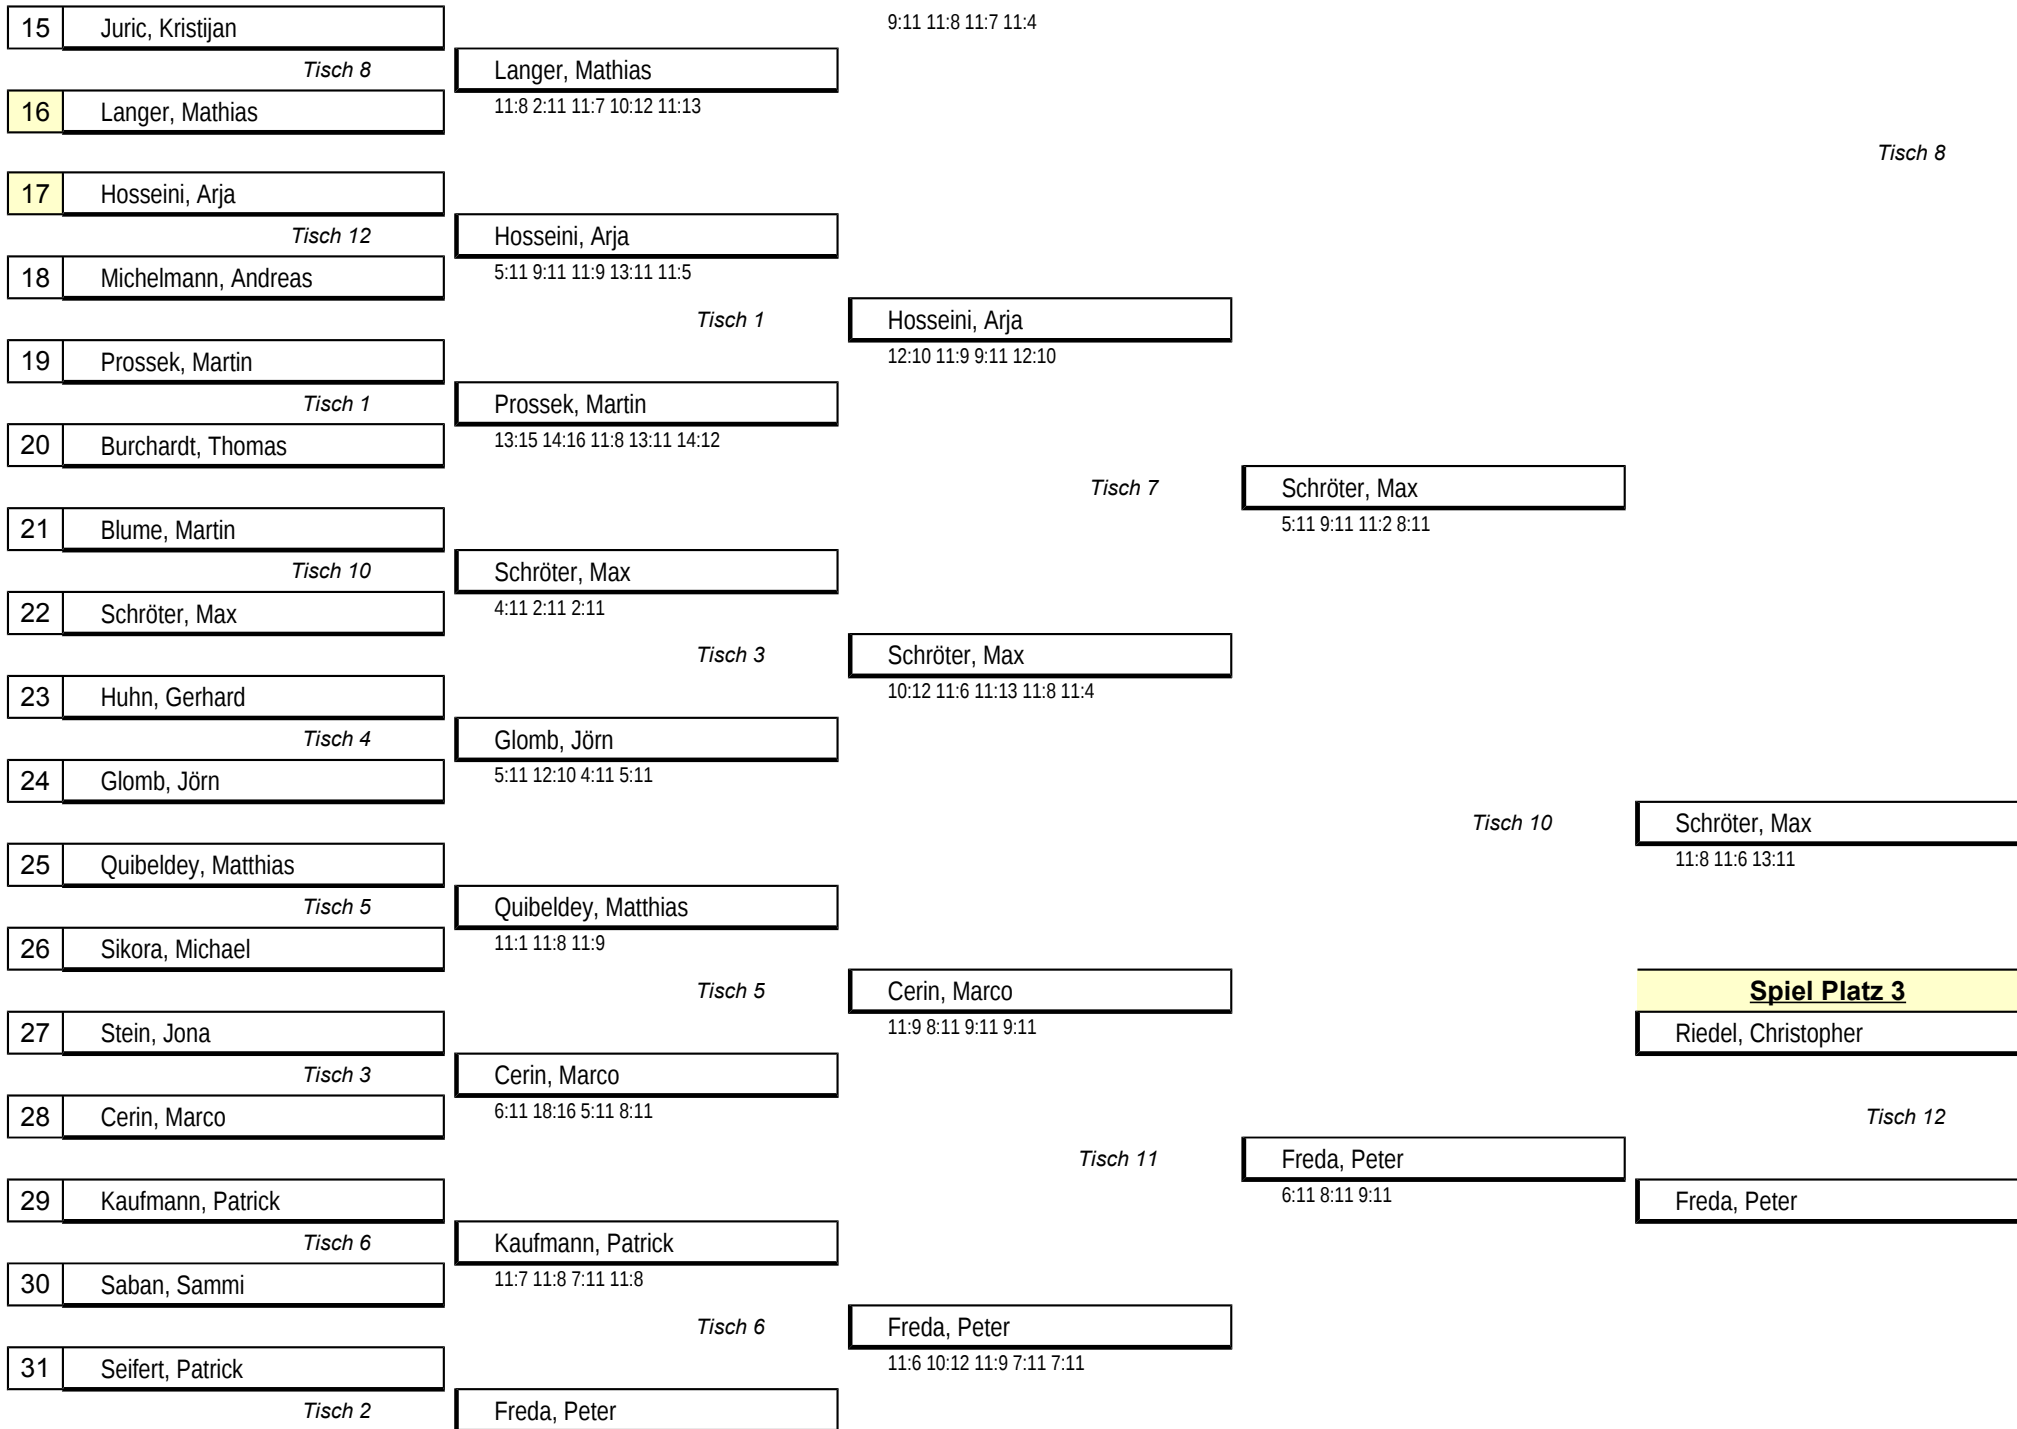 15 Juric, Kristijan 9:11 11:8 11:7 11:4
Tisch 8 Langer, Mathias
16 Langer, Mathias 11:8 2:11 11:7 10:12 11:13
Tisch 8
17 Hosseini, Arja
Tisch 12 Hosseini, Arja
18 Michelmann, Andreas 5:11 9:11 11:9 13:11 11:5
Tisch 1 Hosseini, Arja
19 Prossek, Martin 12:10 11:9 9:11 12:10
Tisch 1 Prossek, Martin
20 Burchardt, Thomas 13:15 14:16 11:8 13:11 14:12
Tisch 7 Schröter, Max
21 Blume, Martin 5:11 9:11 11:2 8:11
Tisch 10 Schröter, Max
22 Schröter, Max 4:11 2:11 2:11
Tisch 3 Schröter, Max
23 Huhn, Gerhard 10:12 11:6 11:13 11:8 11:4
Tisch 4 Glomb, Jörn
24 Glomb, Jörn 5:11 12:10 4:11 5:11
Tisch 10 Schröter, Max
25 Quibeldey, Matthias 11:8 11:6 13:11
Tisch 5 Quibeldey, Matthias
26 Sikora, Michael 11:1 11:8 11:9
Tisch 5 Cerin, Marco Spiel Platz 3
27 Stein, Jona 11:9 8:11 9:11 9:11 Riedel, Christopher
Tisch 3 Cerin, Marco
28 Cerin, Marco 6:11 18:16 5:11 8:11 Tisch 12
Tisch 11 Freda, Peter
29 Kaufmann, Patrick 6:11 8:11 9:11 Freda, Peter
Tisch 6 Kaufmann, Patrick
30 Saban, Sammi 11:7 11:8 7:11 11:8
Tisch 6 Freda, Peter
31 Seifert, Patrick 11:6 10:12 11:9 7:11 7:11
Tisch 2 Freda, Peter